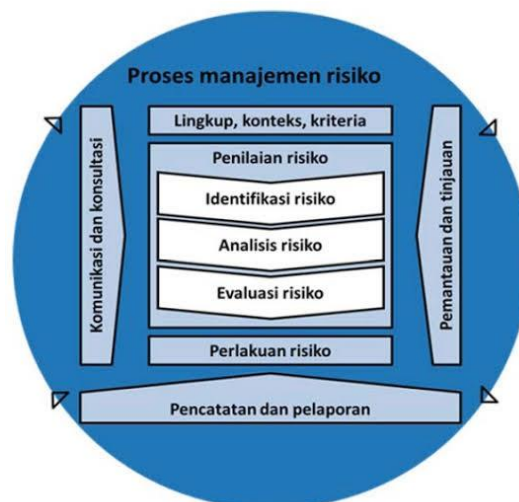 Proses manajemen risiko
Lingkup, konteks, kriteria
Penilaian risiko
Identifikasi risiko
Analisis risiko
Evaluasi risiko
Perlakuan risiko
Komunikasi dan konsultasi
Pemantauan dan tinjauan
Pencatatan dan pelaporan